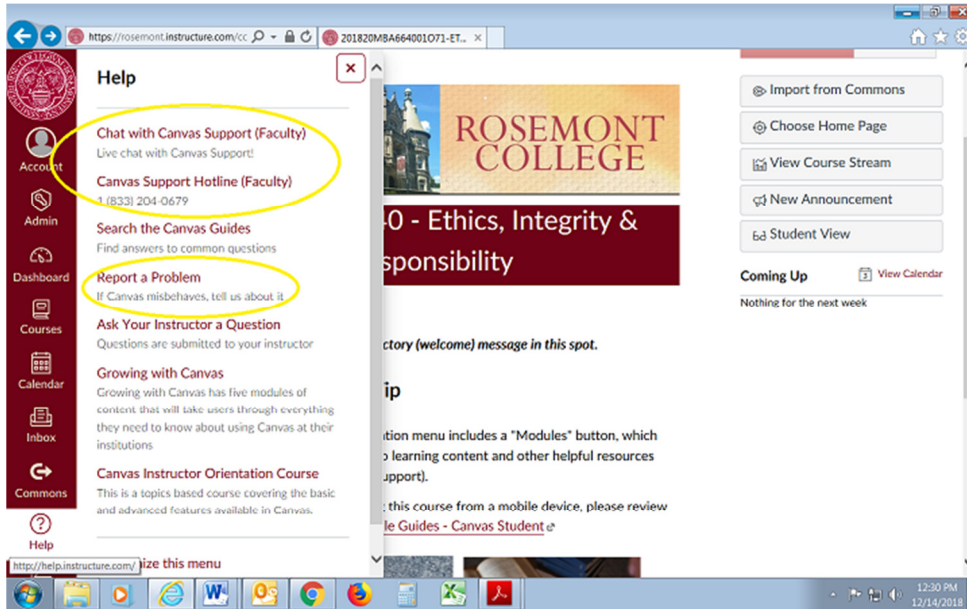 https://rosemont.instructure.com/cc
201820MBA664001O71-ET...
Account
Admin
Dashboard
Courses
Calendar
Inbox
Commons
Help
Help
Chat with Canvas Support (Faculty)
Live chat with Canvas Support!
Canvas Support Hotline (Faculty)
1 (833) 204-0679
Search the Canvas Guides
Find answers to common questions
Report a Problem
If Canvas misbehaves, tell us about it
Ask Your Instructor a Question
Questions are submitted to your instructor
Growing with Canvas
Growing with Canvas has five modules of
content that will take users through everything
they need to know about using Canvas at their
institutions
Canvas Instructor Orientation Course
This is a topics based course covering the basic
and advanced features available in Canvas.
ize this menu
http://help.instructure.com/
ROSEMONT
COLLEGE
0 - Ethics, Integrity &
sponsibility
ctory (welcome) message in this spot.
ip
tion menu includes a "Modules" button, which
o learning content and other helpful resources
upport).
this course from a mobile device, please review
le Guides - Canvas Student
Import from Commons
Choose Home Page
View Course Stream
New Announcement
Student View
Coming Up
View Calendar
Nothing for the next week
12:30 PM
12/14/2018